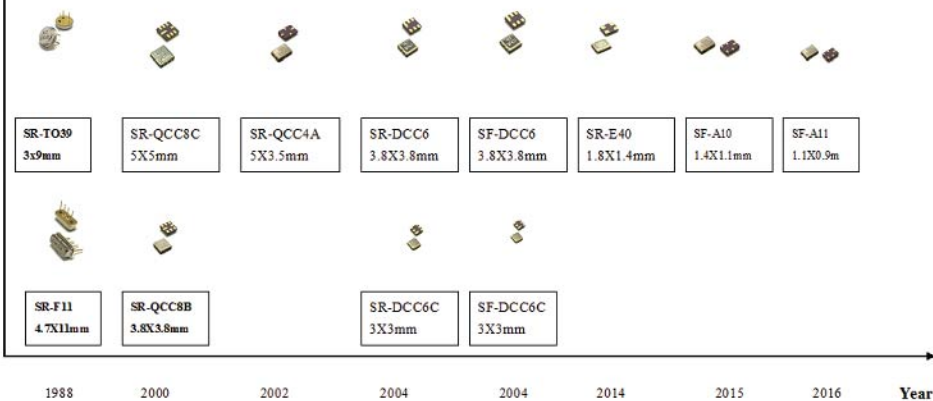 SR-TO39
3x9mm
SR-QCC8C
5X5mm
SR-QCC4A
5X3.5mm
SR-DCC6
3.8X3.8mm
SF-DCC6
3.8X3.8mm
SR-E40
1.8X1.4mm
SF-A10
1.4X1.1mm
SF-A11
1.1X0.9m
SR-F11
4.7X11mm
SR-QCC8B
3.8X3.8mm
SR-DCC6C
3X3mm
SF-DCC6C
3X3mm
1988 2000 2002 2004 2004 2014 2015 2016 Year